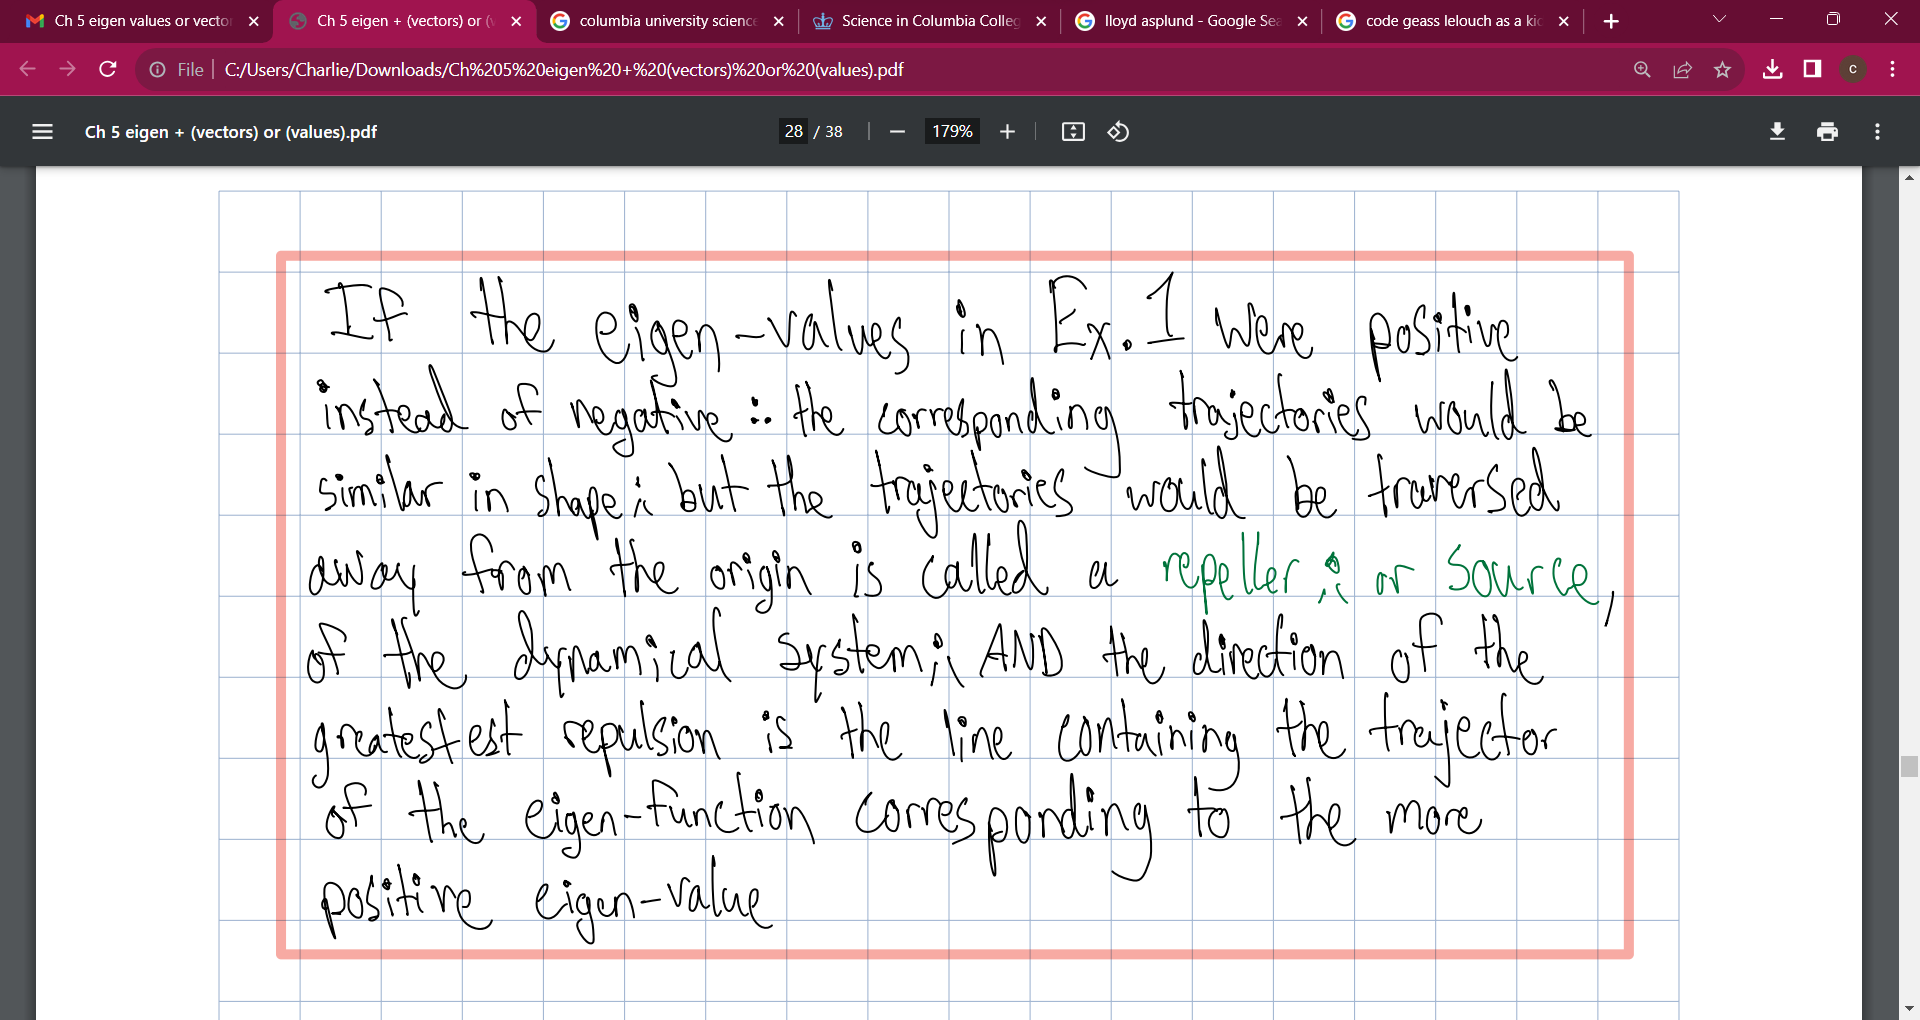 Ch 5 eigen values or vector
Ch 5 eigen + (vectors) or (v
columbia university science
Science in Columbia Colleg
lloyd asplund - Google Sea
code geass lelouch as a kid
File
C:/Users/Charlie/Downloads/Ch%205%20eigen%20+%20(vectors)%20or%20(values).pdf
c
Ch 5 eigen + (vectors) or (values).pdf
28 / 38
179%
If the eigen-values in Ex.1 were positive
instead of negative ∴ the corresponding trajectories would be
similar in shape ; but the trajectories would be traversed
away from the origin is called a repeller ; or source,
of the dynamical system ; AND the direction of the
greatestest repulsion is the line containing the trajector
of the eigen-function corresponding to the more
positive eigen-value